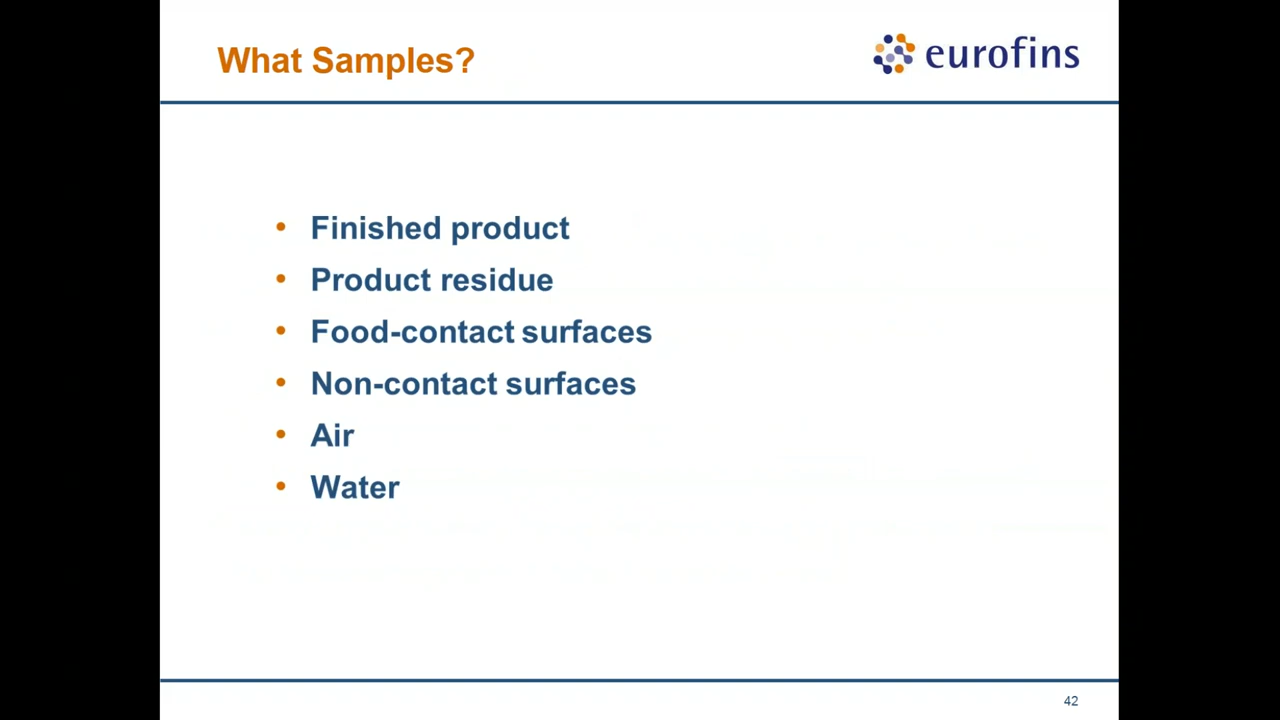 What Samples?
eurofins
• Finished product
• Product residue
• Food-contact surfaces
• Non-contact surfaces
• Air
• Water
42